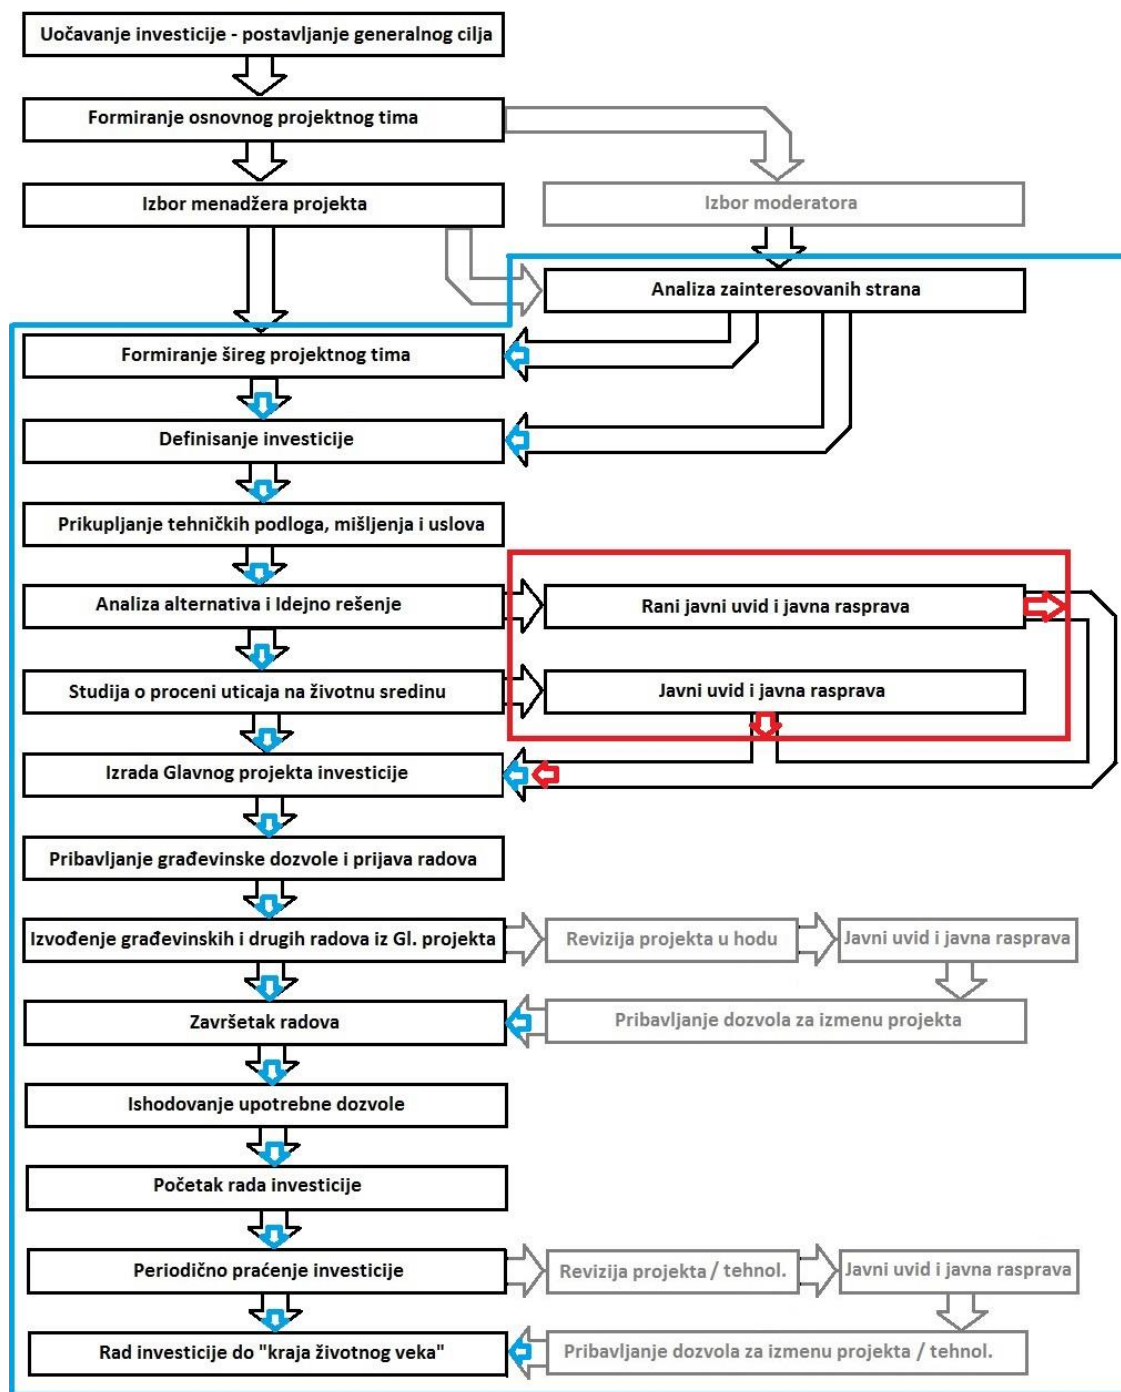 Uočavanje investicije - postavljanje generalnog cilja
Formiranje osnovnog projektnog tima
Izbor menadžera projekta
Izbor moderatora
Analiza zainteresovanih strana
Formiranje šireg projektnog tima
Definisanje investicije
Prikupljanje tehničkih podloga, mišljenja i uslova
Analiza alternativa i Idejno rešenje
Rani javni uvid i javna rasprava
Studija o proceni uticaja na životnu sredinu
Javni uvid i javna rasprava
Izrada Glavnog projekta investicije
Pribavljanje građevinske dozvole i prijava radova
Izvođenje građevinskih i drugih radova iz Gl. projekta
Revizija projekta u hodu
Javni uvid i javna rasprava
Završetak radova
Pribavljanje dozvola za izmenu projekta
Ishodovanje upotrebne dozvole
Početak rada investicije
Periodično praćenje investicije
Revizija projekta / tehnol.
Javni uvid i javna rasprava
Rad investicije do "kraja životnog veka"
Pribavljanje dozvola za izmenu projekta / tehnol.